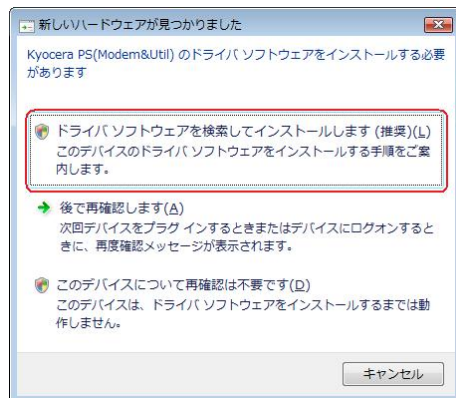 新しいハードウェアが見つかりました
Kyocera PS(Modem&Util) のドライバ ソフトウェアをインストールする必要
があります
ドライバ ソフトウェアを検索してインストールします (推奨)(L)
このデバイスのドライバ ソフトウェアをインストールする手順をご案
内します。
後で再確認します(A)
次回デバイスをプラグ インするときまたはデバイスにログオンすると
きに、再度確認メッセージが表示されます。
このデバイスについて再確認は不要です(D)
このデバイスは、ドライバ ソフトウェアをインストールするまでは動
作しません。
キャンセル